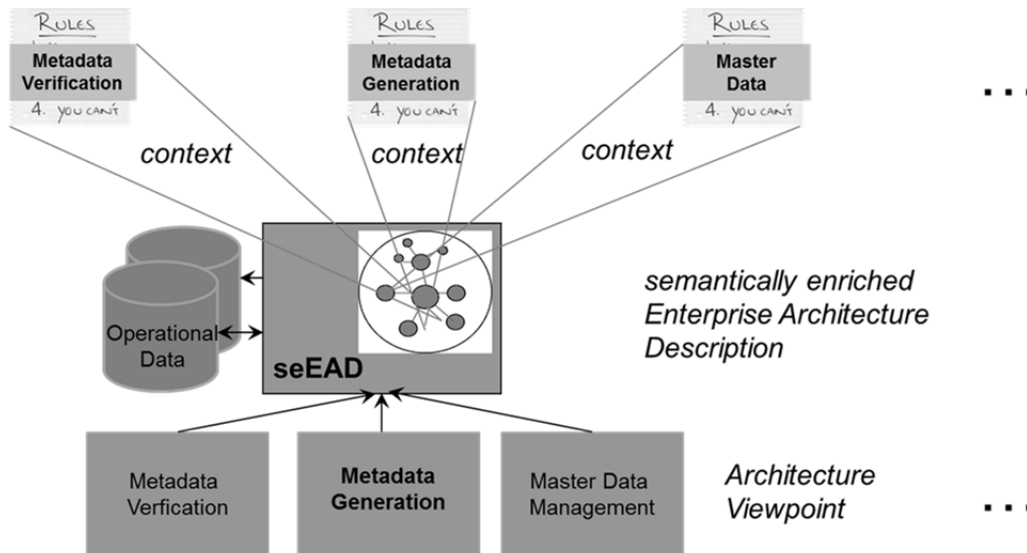 RULES
Metadata
Verification
4. YOU CAN'T
RULES
Metadata
Generation
4. YOU CAN'T
RULES
Master
Data
4. YOU CAN'T
...
context
context
context
Operational
Data
seEAD
semantically enriched
Enterprise Architecture
Description
Metadata
Verfification
Metadata
Generation
Master Data
Management
Architecture
Viewpoint
...